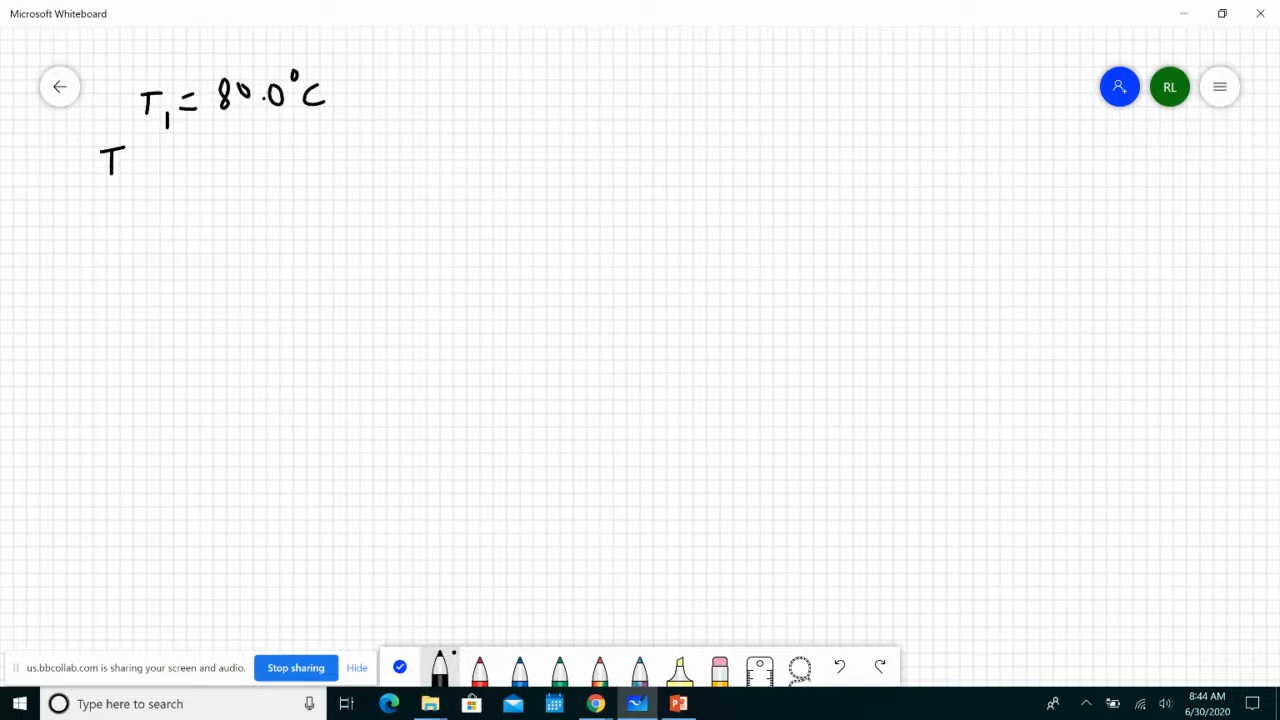 Microsoft Whiteboard
RL
T₁ = 80.0°C
T
us.bbcollab.com is sharing your screen and audio.
Stop sharing
Hide
Type here to search
8:44 AM
6/30/2020